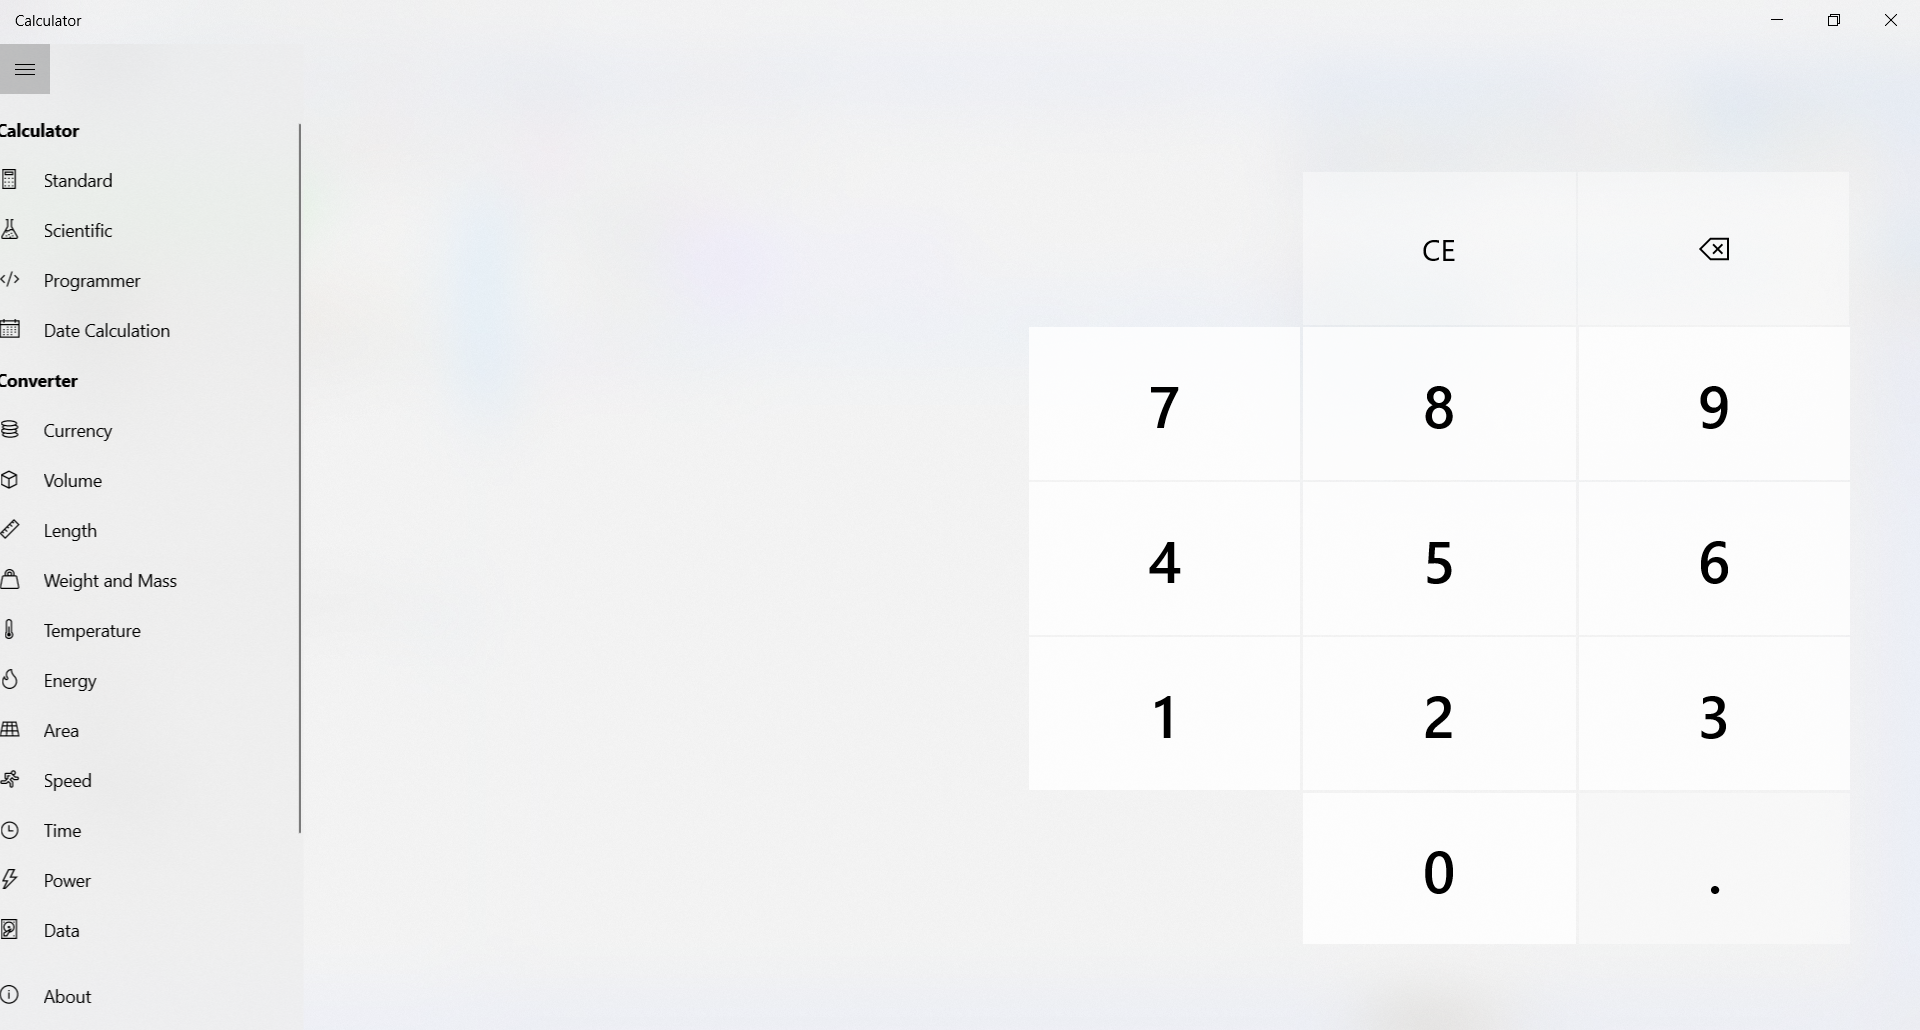 Calculator
Calculator
Standard
Scientific
Programmer
Date Calculation
Converter
Currency
Volume
Length
Weight and Mass
Temperature
Energy
Area
Speed
Time
Power
Data
About
CE
7 8 9
4 5 6
1 2 3
0 .